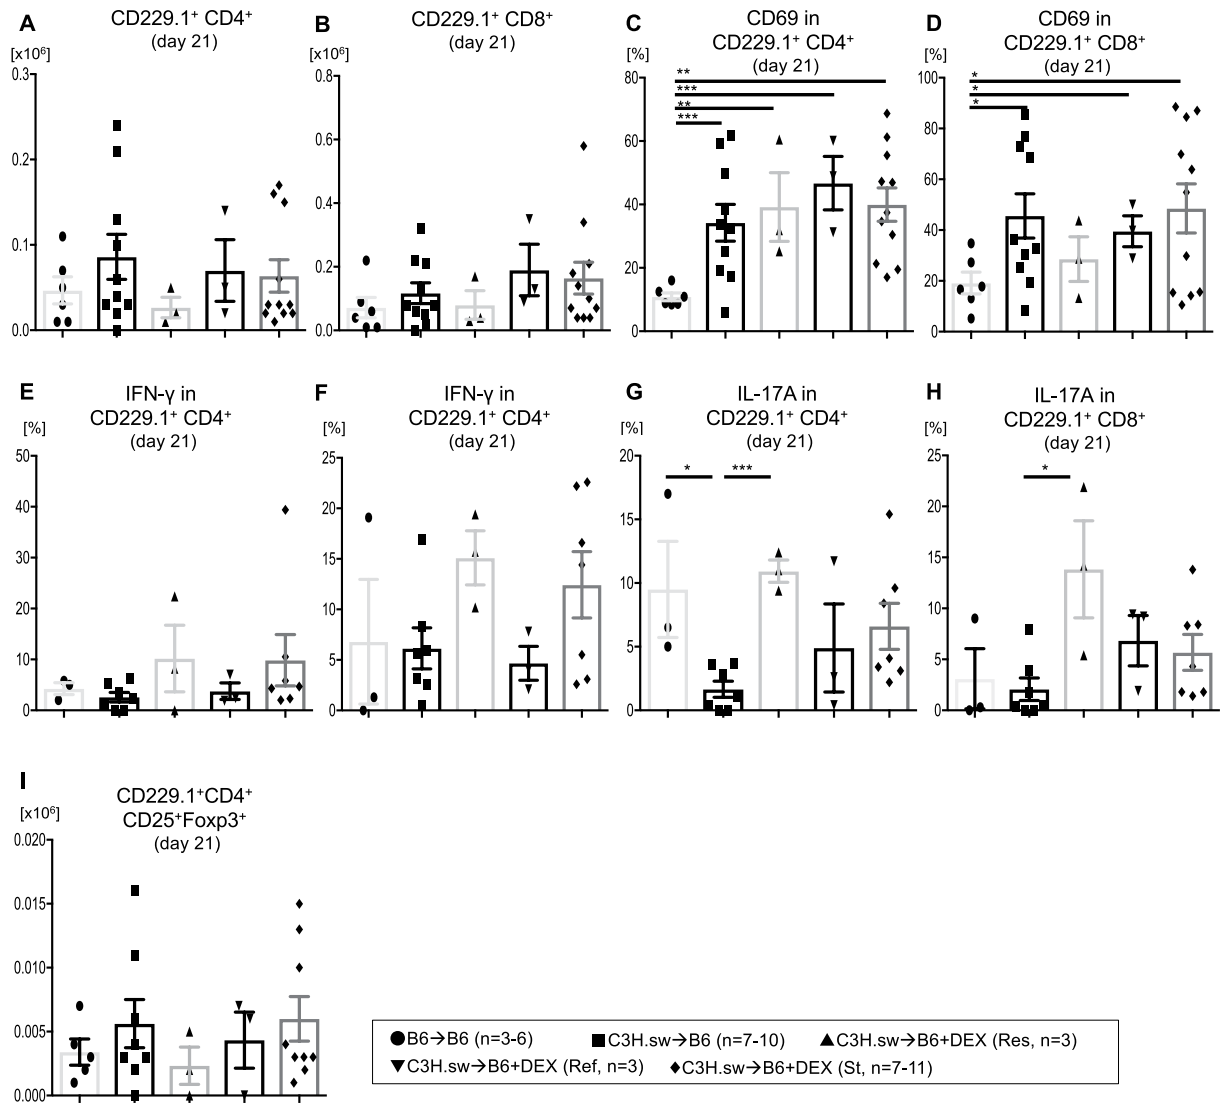 A
CD229.1⁺ CD4⁺
(day 21)
[x10⁶]
0.3
0.2
0.1
0.0
B
CD229.1⁺ CD8⁺
(day 21)
[x10⁶]
0.8
0.6
0.4
0.2
0.0
C
CD69 in
CD229.1⁺ CD4⁺
(day 21)
[%]
80
60
40
20
0
**
***
**
***
D
CD69 in
CD229.1⁺ CD8⁺
(day 21)
[%]
100
80
60
40
20
0
*
*
*
E
IFN-γ in
CD229.1⁺ CD4⁺
(day 21)
[%]
50
40
30
20
10
0
F
IFN-γ in
CD229.1⁺ CD4⁺
(day 21)
[%]
25
20
15
10
5
0
G
IL-17A in
CD229.1⁺ CD4⁺
(day 21)
[%]
20
15
10
5
0
*
***
H
IL-17A in
CD229.1⁺ CD8⁺
(day 21)
[%]
25
20
15
10
5
0
*
I
CD229.1⁺CD4⁺
CD25⁺Foxp3⁺
(day 21)
[x10⁶]
0.020
0.015
0.010
0.005
0.000
B6→B6 (n=3-6)
C3H.sw→B6 (n=7-10)
C3H.sw→B6+DEX (Res, n=3)
C3H.sw→B6+DEX (Ref, n=3)
C3H.sw→B6+DEX (St, n=7-11)